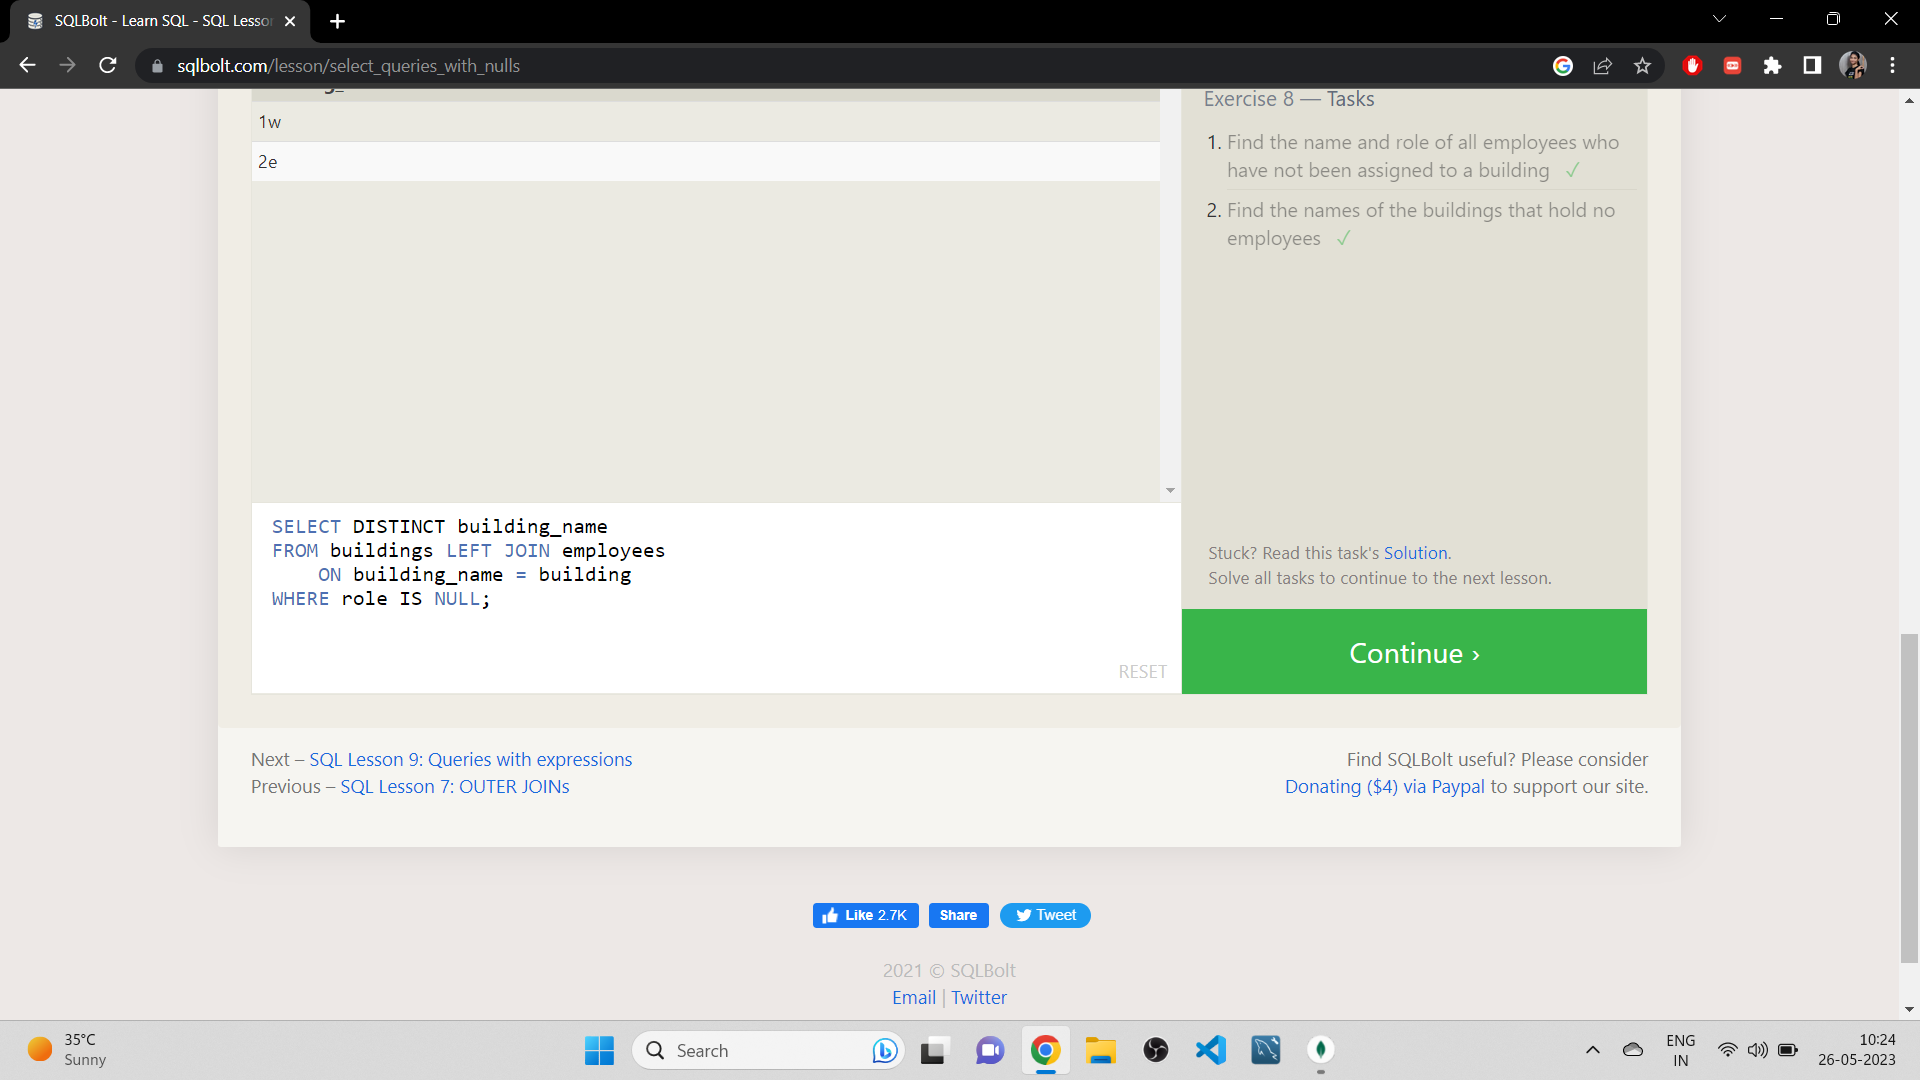 SQLBolt - Learn SQL - SQL Lesso
sqlbolt.com/lesson/select_queries_with_nulls
1w
2e
SELECT DISTINCT building_name
FROM buildings LEFT JOIN employees
ON building_name = building
WHERE role IS NULL;
RESET
Exercise 8 — Tasks
1. Find the name and role of all employees who
have not been assigned to a building ✓
2. Find the names of the buildings that hold no
employees ✓
Stuck? Read this task's Solution.
Solve all tasks to continue to the next lesson.
Continue ›
Next – SQL Lesson 9: Queries with expressions
Previous – SQL Lesson 7: OUTER JOINs
Find SQLBolt useful? Please consider
Donating ($4) via Paypal to support our site.
Like 2.7K
Share
Tweet
2021 © SQLBolt
Email | Twitter
35°C
Sunny
Search
ENG
IN
10:24
26-05-2023